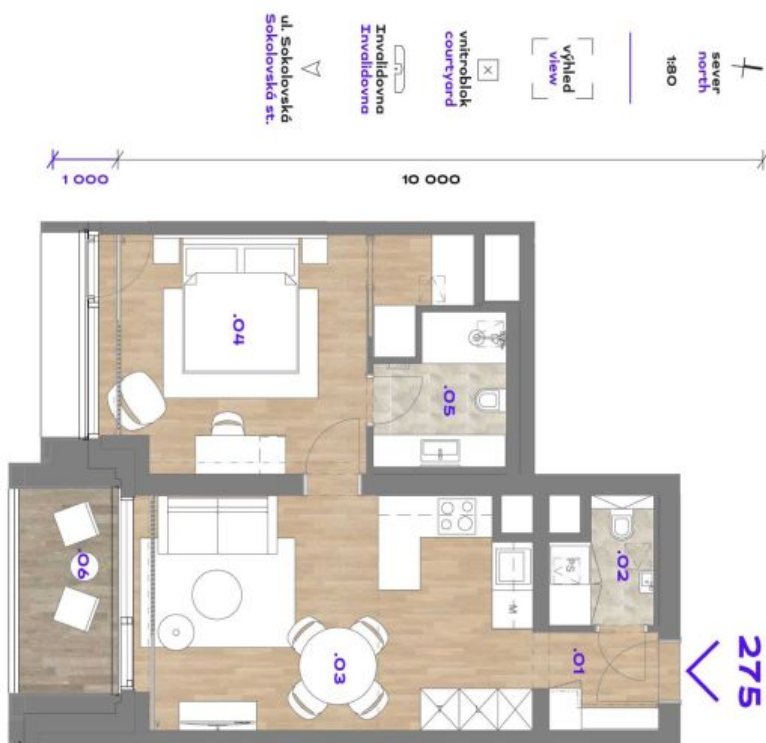 sever
north
1:80
výhled
view
vnitroblok
courtyard
Invalidovna
Invalidovna
ul. Sokolovská
Sokolovská st.
1 000
10 000
.04
.05
.06
.03
.02
.01
PS
M
275